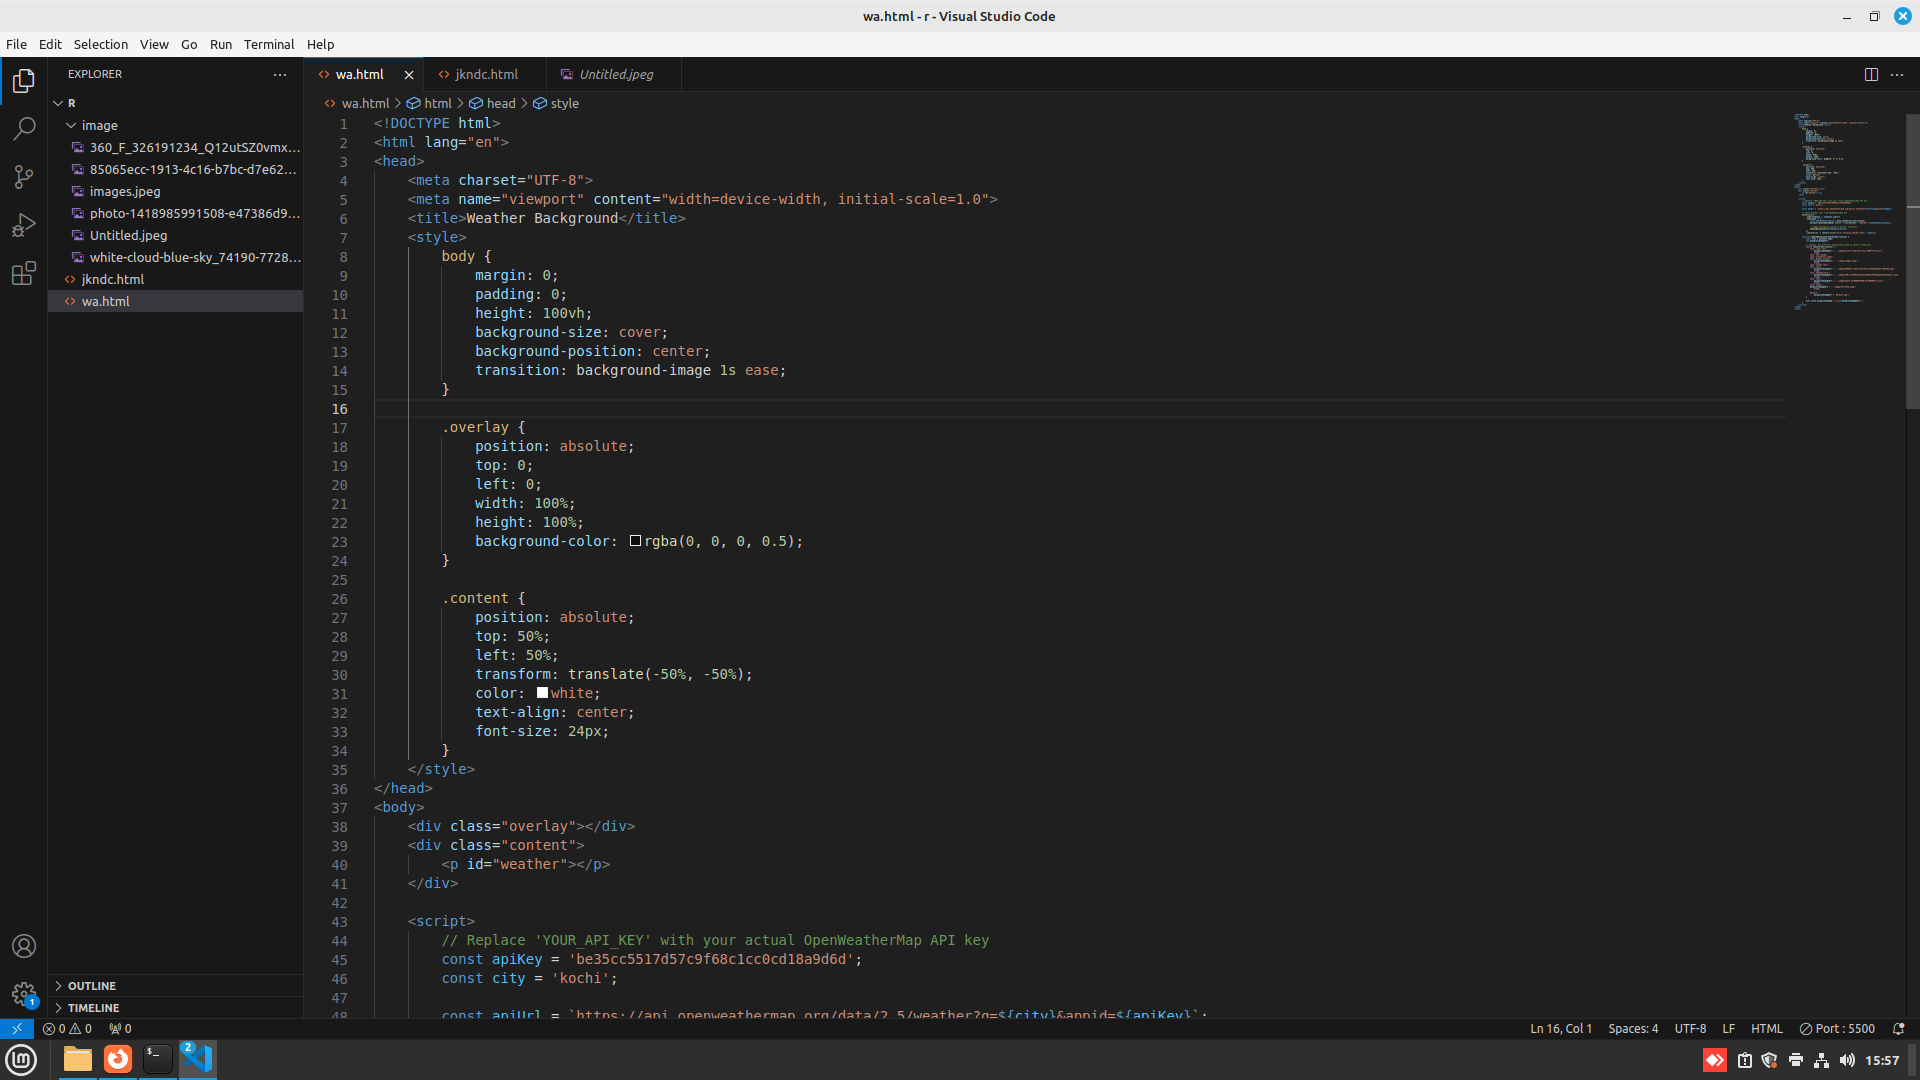 wa.html - r - Visual Studio Code
File Edit Selection View Go Run Terminal Help
EXPLORER
wa.html
jkndc.html
Untitled.jpeg
wa.html > html > head > style
R
image
360_F_326191234_Q12utSZ0vmx...
85065ecc-1913-4c16-b7bc-d7e62...
images.jpeg
photo-1418985991508-e47386d9...
Untitled.jpeg
white-cloud-blue-sky_74190-7728...
jkndc.html
wa.html
OUTLINE
TIMELINE
1 <!DOCTYPE html>
2 <html lang="en">
3 <head>
4 <meta charset="UTF-8">
5 <meta name="viewport" content="width=device-width, initial-scale=1.0">
6 <title>Weather Background</title>
7 <style>
8 body {
9 margin: 0;
10 padding: 0;
11 height: 100vh;
12 background-size: cover;
13 background-position: center;
14 transition: background-image 1s ease;
15 }
16
17 .overlay {
18 position: absolute;
19 top: 0;
20 left: 0;
21 width: 100%;
22 height: 100%;
23 background-color: rgba(0, 0, 0, 0.5);
24 }
25
26 .content {
27 position: absolute;
28 top: 50%;
29 left: 50%;
30 transform: translate(-50%, -50%);
31 color: white;
32 text-align: center;
33 font-size: 24px;
34 }
35 </style>
36 </head>
37 <body>
38 <div class="overlay"></div>
39 <div class="content">
40 <p id="weather"></p>
41 </div>
42
43 <script>
44 // Replace 'YOUR_API_KEY' with your actual OpenWeatherMap API key
45 const apiKey = 'be35cc5517d57c9f68c1cc0cd18a9d6d';
46 const city = 'kochi';
47
48 const apiUrl = `https://api.openweathermap.org/data/2.5/weather?q=${city}&appid=${apiKey}`;
1
0 0 0
Ln 16, Col 1 Spaces: 4 UTF-8 LF HTML Port : 5500
2
15:57